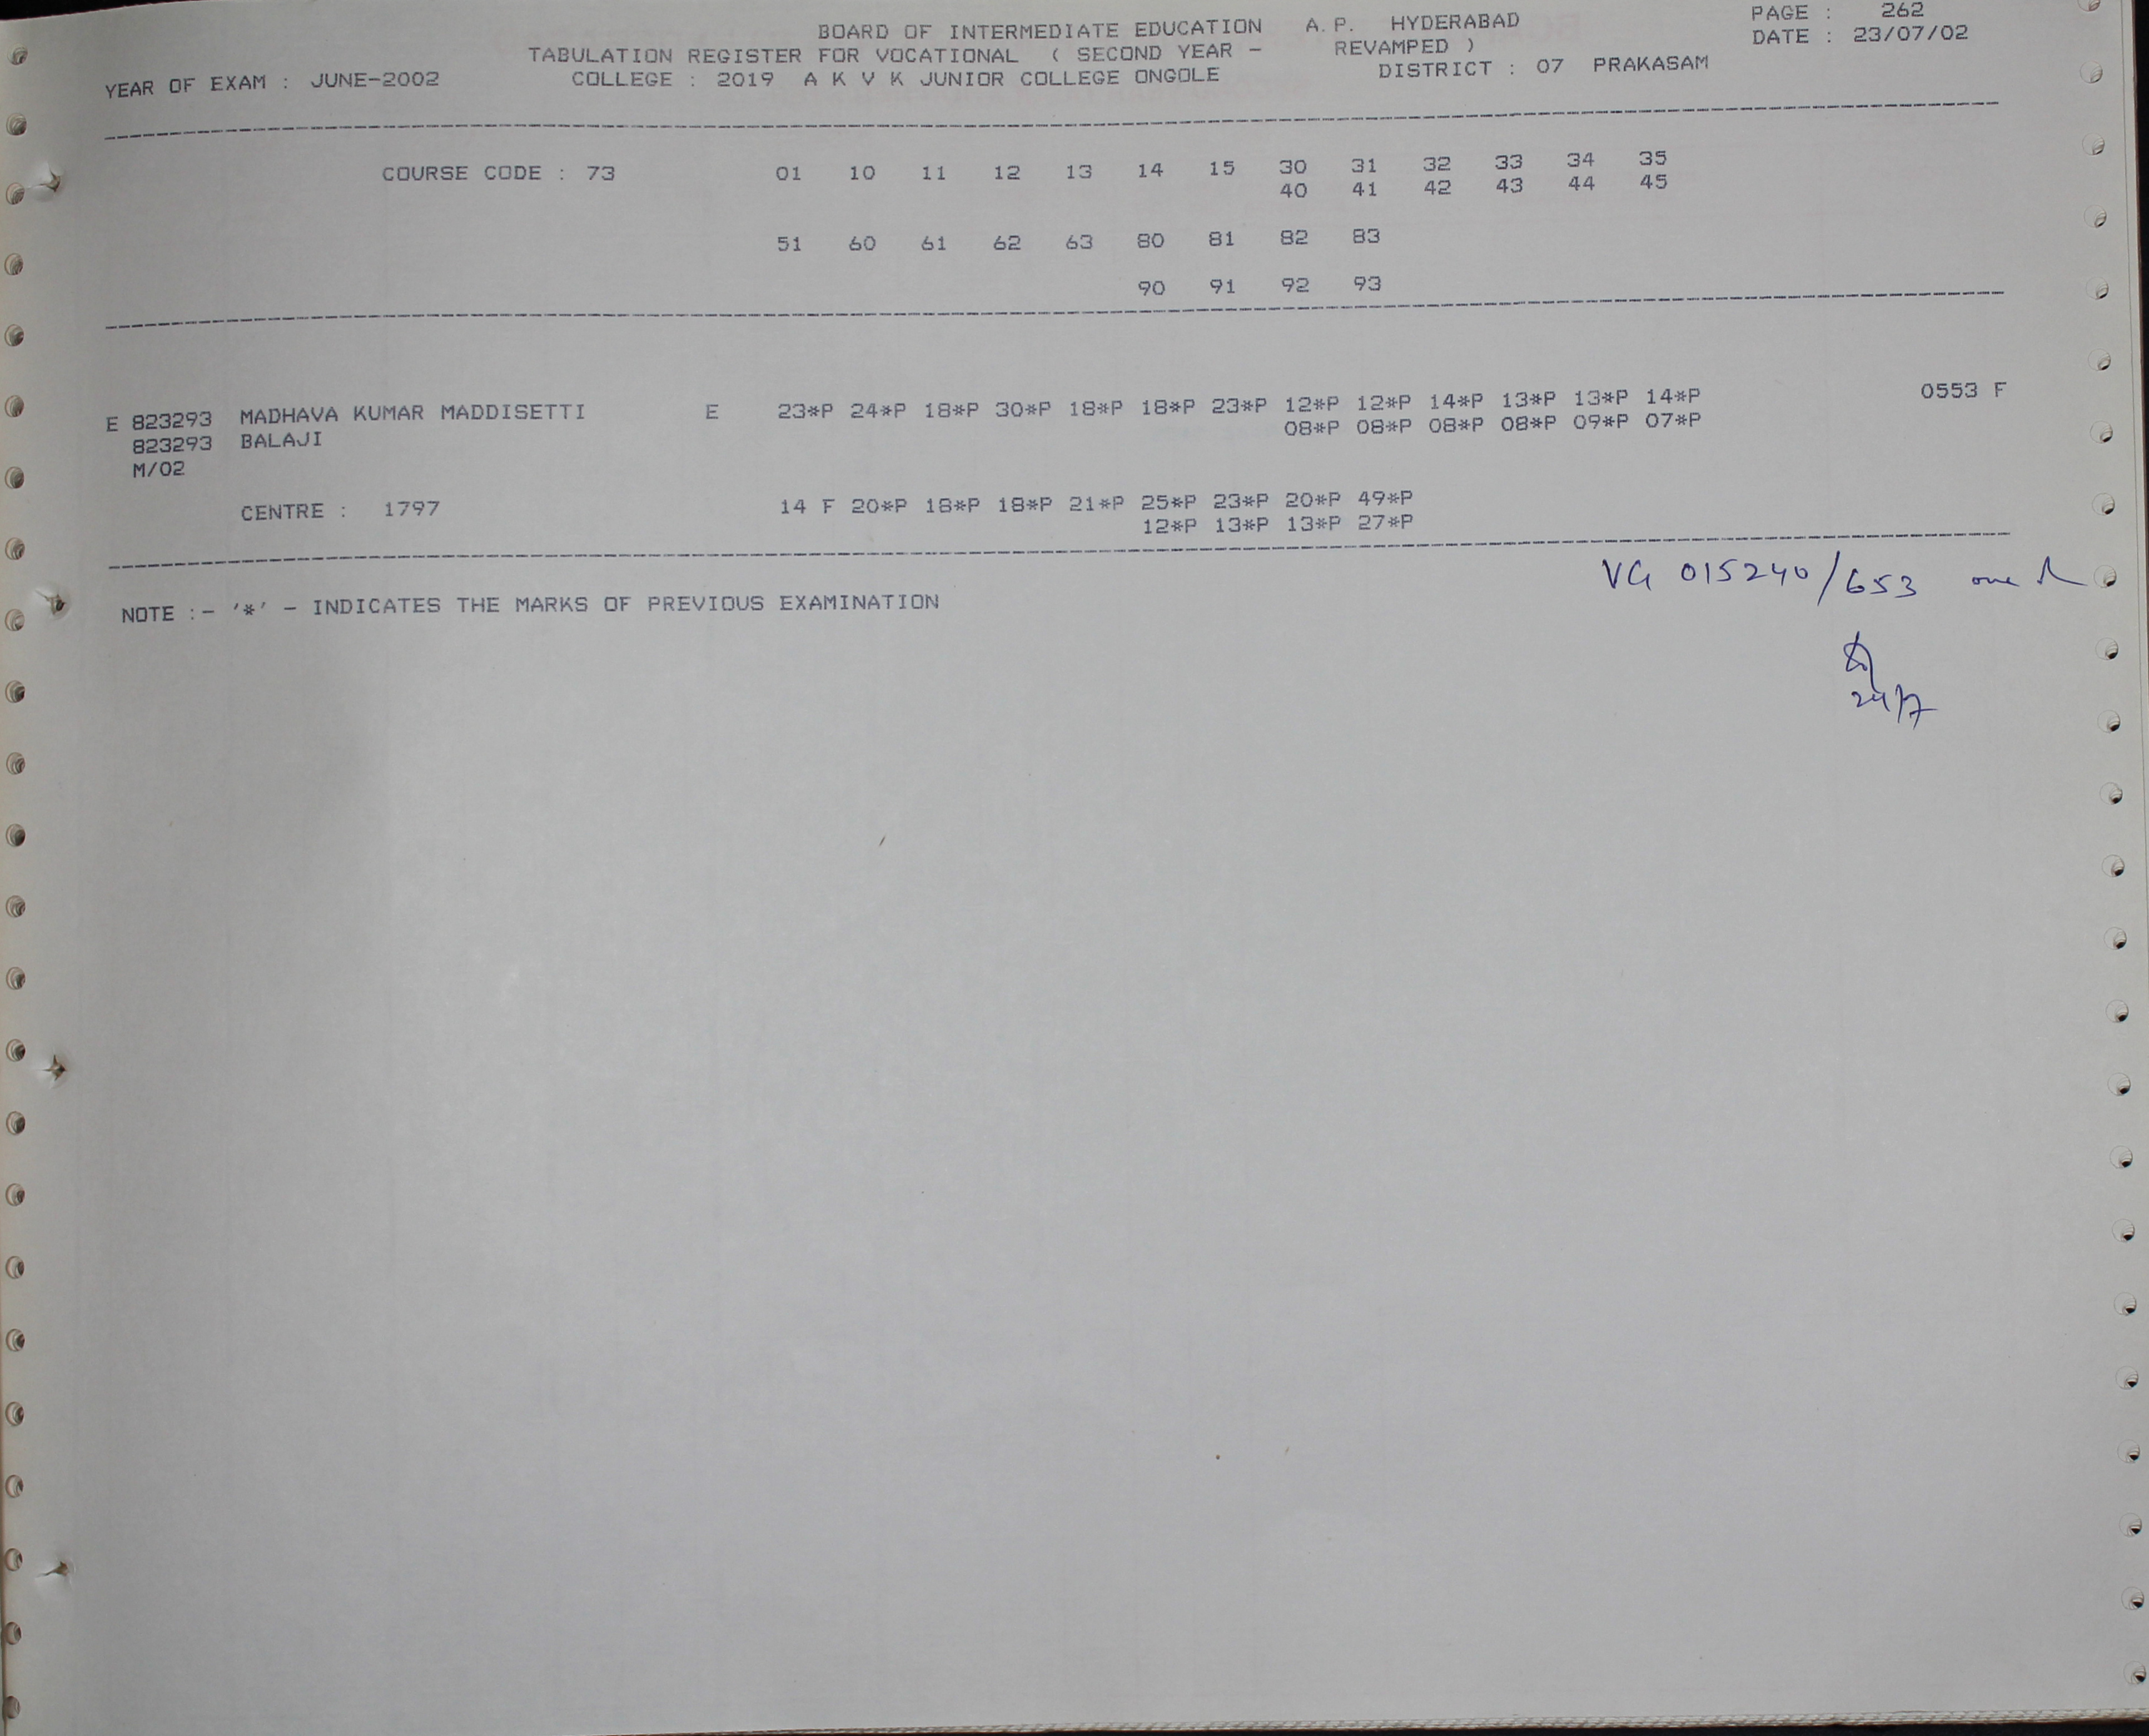 BOARD OF INTERMEDIATE EDUCATION A.P. HYDERABAD PAGE : 262
TABULATION REGISTER FOR VOCATIONAL ( SECOND YEAR - REVAMPED ) DATE : 23/07/02
YEAR OF EXAM : JUNE-2002 COLLEGE : 2019 A K V K JUNIOR COLLEGE ONGOLE DISTRICT : 07 PRAKASAM
COURSE CODE : 73 01 10 11 12 13 14 15 30 31 32 33 34 35
40 41 42 43 44 45
51 60 61 62 63 80 81 82 83
90 91 92 93
E 823293 MADHAVA KUMAR MADDISETTI E 23*P 24*P 18*P 30*P 18*P 18*P 23*P 12*P 12*P 14*P 13*P 13*P 14*P 0553 F
823293 BALAJI 08*P 08*P 08*P 08*P 09*P 07*P
M/02
CENTRE : 1797 14 F 20*P 18*P 18*P 21*P 25*P 23*P 20*P 49*P
12*P 13*P 13*P 27*P
VG 015240/653 one
NOTE :- '*' - INDICATES THE MARKS OF PREVIOUS EXAMINATION
24/7